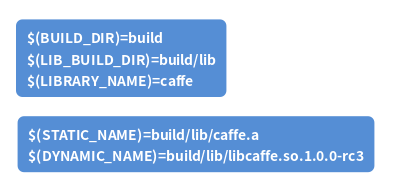 $(BUILD_DIR)=build
$(LIB_BUILD_DIR)=build/lib
$(LIBRARY_NAME)=caffe
$(STATIC_NAME)=build/lib/caffe.a
$(DYNAMIC_NAME)=build/lib/libcaffe.so.1.0.0-rc3